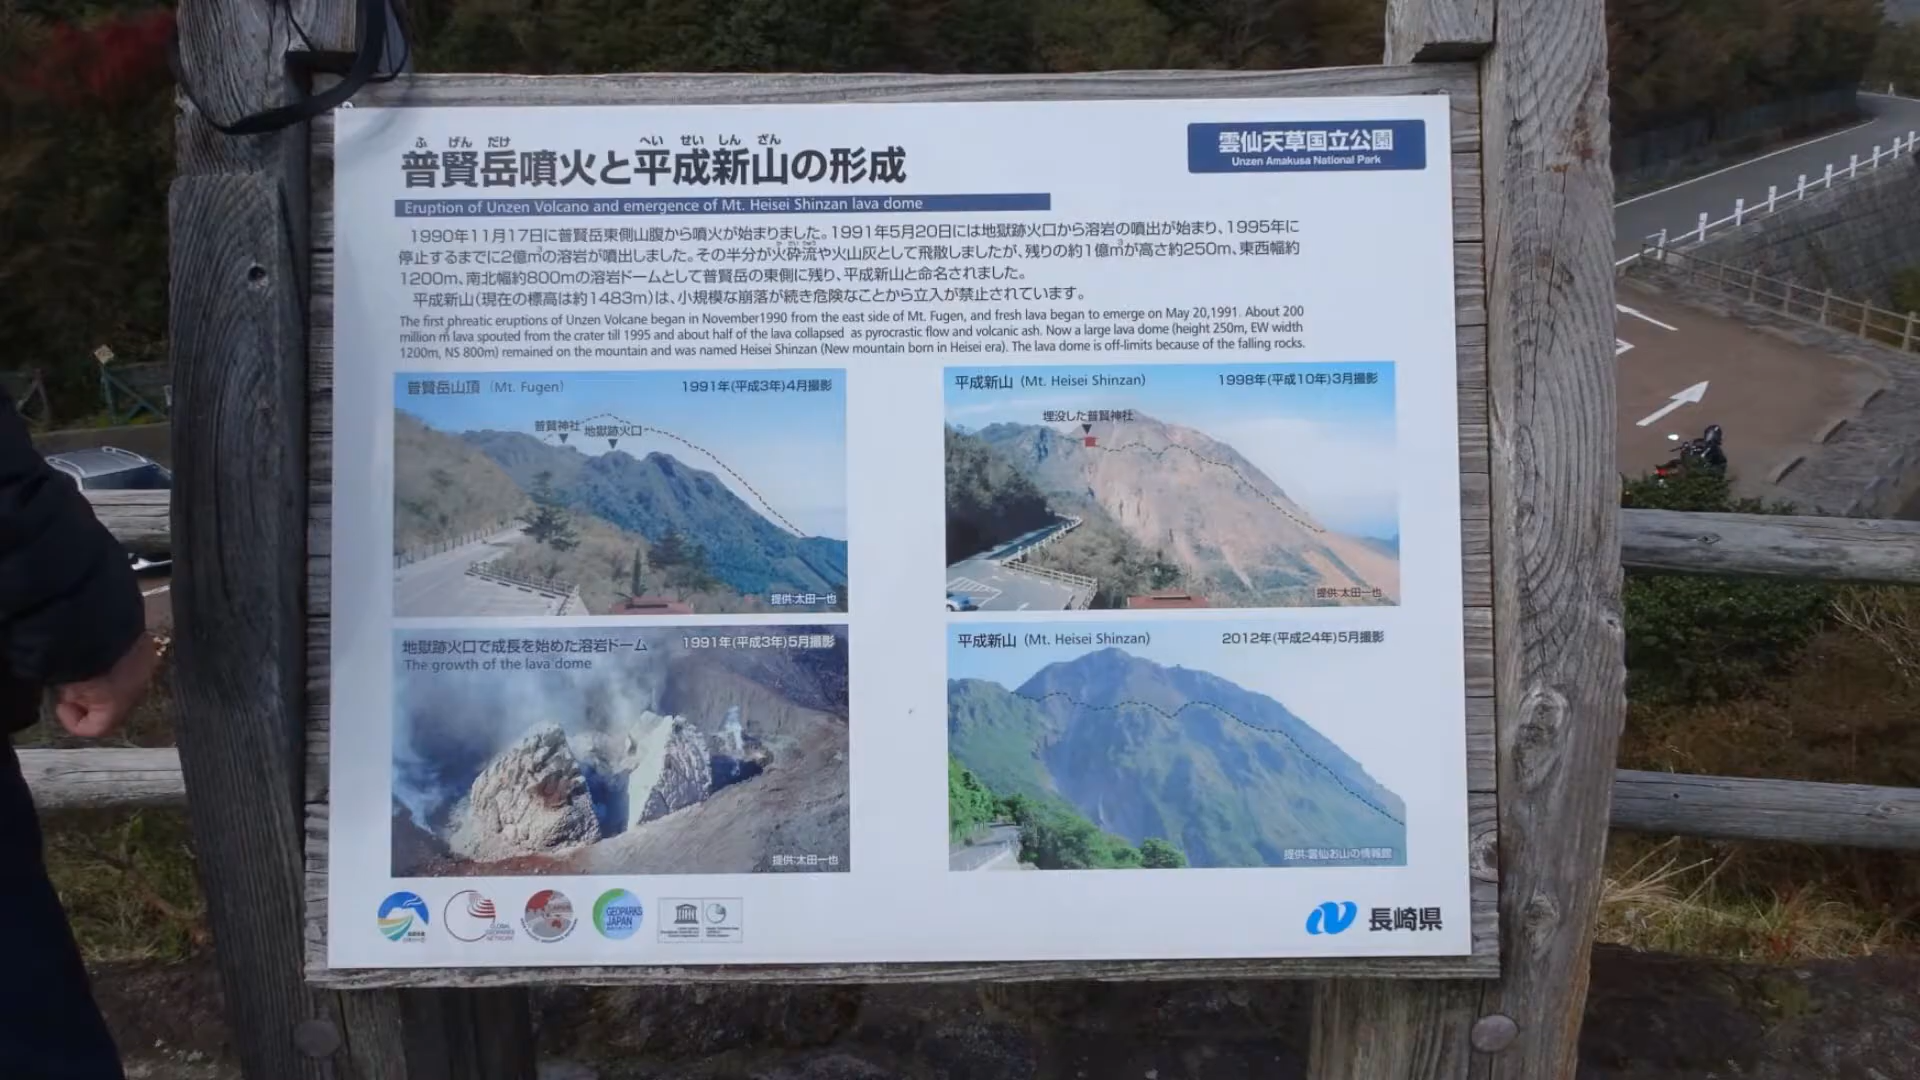 ふ げん だけ へい せい しん ざん
普賢岳噴火と平成新山の形成
雲仙天草国立公園
Unzen Amakusa National Park
Eruption of Unzen Volcano and emergence of Mt. Heisei Shinzan lava dome
1990年11月17日に普賢岳東側山腹から噴火が始まりました。1991年5月20日には地獄跡火口から溶岩の噴出が始まり、1995年に
停止するまでに2億㎥の溶岩が噴出しました。その半分が火砕流や火山灰として飛散しましたが、残りの約1億㎥が高さ約250m、東西幅約
1200m、南北幅約800mの溶岩ドームとして普賢岳の東側に残り、平成新山と命名されました。
平成新山(現在の標高は約1483m)は、小規模な崩落が続き危険なことから立入が禁止されています。
The first phreatic eruptions of Unzen Volcane began in November1990 from the east side of Mt. Fugen, and fresh lava began to emerge on May 20,1991. About 200
million ㎥ lava spouted from the crater till 1995 and about half of the lava collapsed as pyrocrastic flow and volcanic ash. Now a large lava dome (height 250m, EW width
1200m, NS 800m) remained on the mountain and was named Heisei Shinzan (New mountain born in Heisei era). The lava dome is off-limits because of the falling rocks.
普賢岳山頂 (Mt. Fugen) 1991年(平成3年)4月撮影
普賢神社 地獄跡火口
提供:太田一也
平成新山 (Mt. Heisei Shinzan) 1998年(平成10年)3月撮影
埋没した普賢神社
提供:太田一也
地獄跡火口で成長を始めた溶岩ドーム 1991年(平成3年)5月撮影
The growth of the lava dome
提供:太田一也
平成新山 (Mt. Heisei Shinzan) 2012年(平成24年)5月撮影
提供:雲仙お山の情報館
GLOBAL
GEOPARKS
NETWORK
GEOPARKS
JAPAN
長崎県